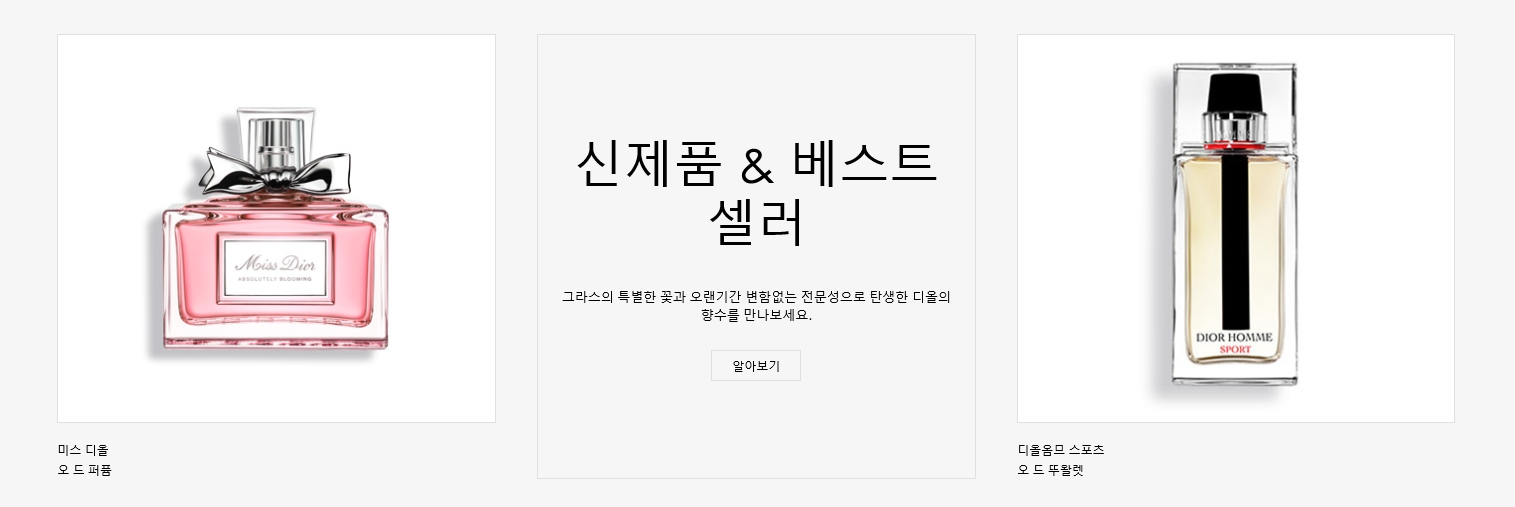 Miss Dior
ABSOLUTELY BLOOMING
미스 디올
오 드 퍼퓸
신제품 & 베스트
셀러
그라스의 특별한 꽃과 오랜기간 변함없는 전문성으로 탄생한 디올의
향수를 만나보세요.
알아보기
DIOR HOMME
SPORT
디올옴므 스포츠
오 드 뚜왈렛